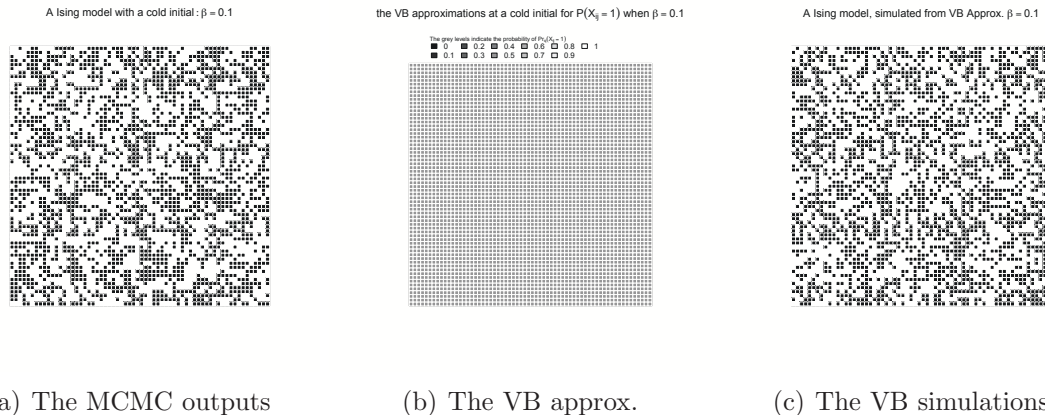 A Ising model with a cold initial : β = 0.1
the VB approximations at a cold initial for P(Xij = 1) when β = 0.1
A Ising model, simulated from VB Approx. β = 0.1
The grey levels indicate the probability of Prq(Xij = 1)
0 0.2 0.4 0.6 0.8 1
0.1 0.3 0.5 0.7 0.9
a) The MCMC outputs
(b) The VB approx.
(c) The VB simulations